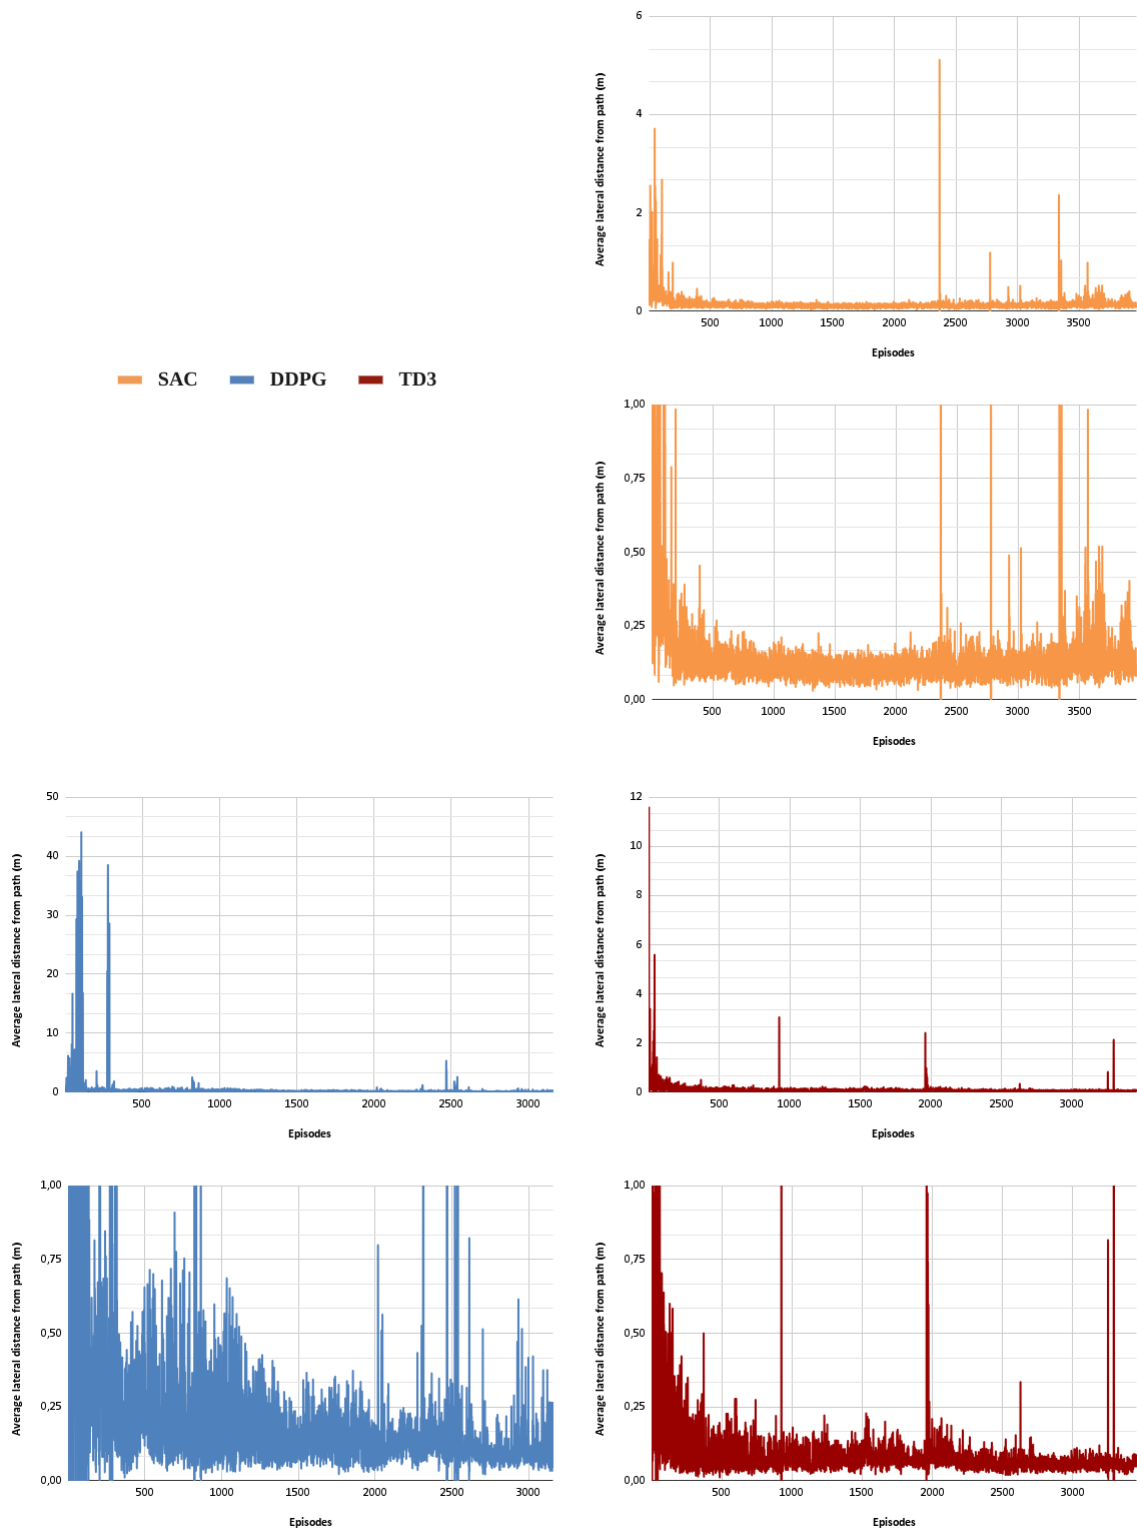 6
4
2
0
Average lateral distance from path (m)
500 1000 1500 2000 2500 3000 3500
Episodes
SAC DDPG TD3
1,00
0,75
0,50
0,25
0,00
Average lateral distance from path (m)
500 1000 1500 2000 2500 3000 3500
Episodes
50
40
30
20
10
0
Average lateral distance from path (m)
500 1000 1500 2000 2500 3000
Episodes
12
10
8
6
4
2
0
Average lateral distance from path (m)
500 1000 1500 2000 2500 3000
Episodes
1,00
0,75
0,50
0,25
0,00
Average lateral distance from path (m)
500 1000 1500 2000 2500 3000
Episodes
1,00
0,75
0,50
0,25
0,00
Average lateral distance from path (m)
500 1000 1500 2000 2500 3000
Episodes